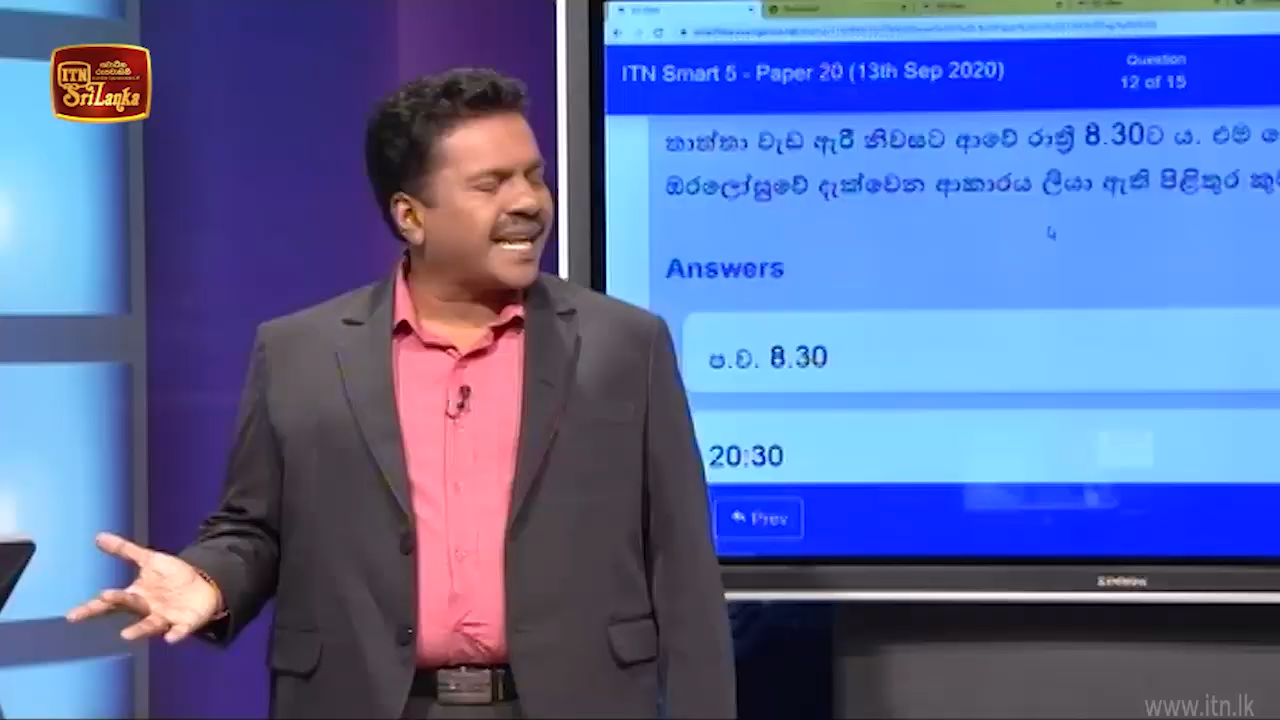 ITN
Sri Lanka
ITN Smart 5 - Paper 20 (13th Sep 2020)
Question
12 of 15
තාත්තා වැඩ ඇරී නිවසට ආවේ රාත්‍රී 8.30ට ය. එම
ඔරලෝසුවේ දැක්වෙන ආකාරය ලියා ඇති පිළිතුර
Answers
ප.ව. 8.30
20:30
Prev
www.itn.lk